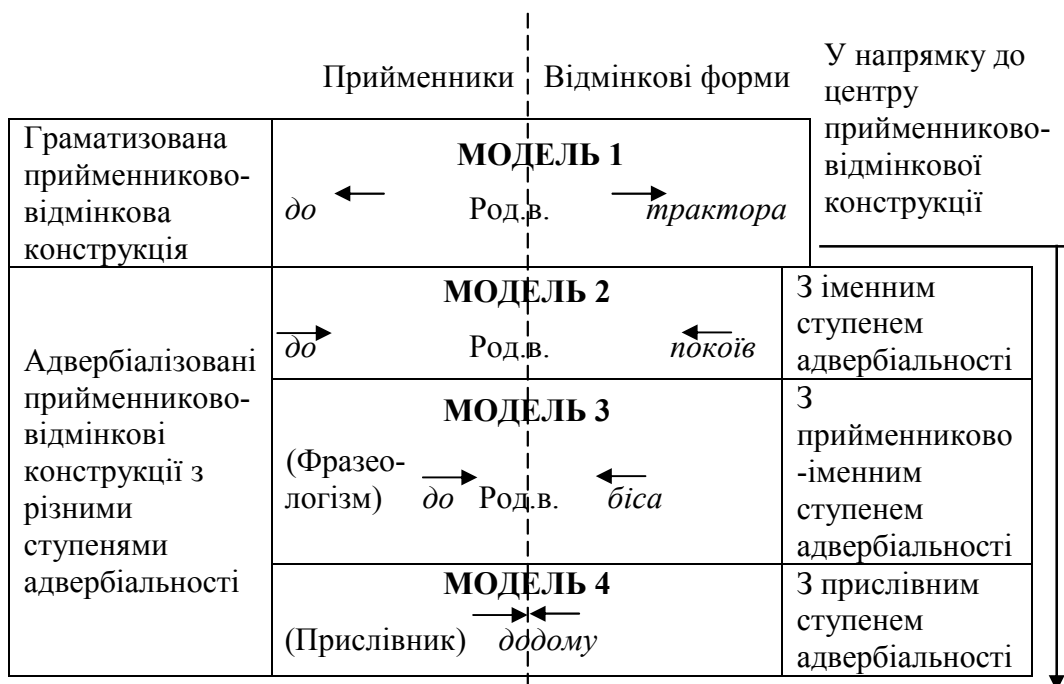 Прийменники Відмінкові форми
У напрямку до
центру
прийменниково-
відмінкової
конструкції
Граматизована
прийменниково-
відмінкова
конструкція
МОДЕЛЬ 1
до Род.в. трактора
Адвербіалізовані
прийменниково-
відмінкові
конструкції з
різними
ступенями
адвербіальності
МОДЕЛЬ 2
до Род.в. покоїв
З іменним
ступенем
адвербіальності
МОДЕЛЬ 3
(Фразео-
логізм) до Род.в. біса
З
прийменниково
-іменним
ступенем
адвербіальності
МОДЕЛЬ 4
(Прислівник) додому
З прислівним
ступенем
адвербіальності